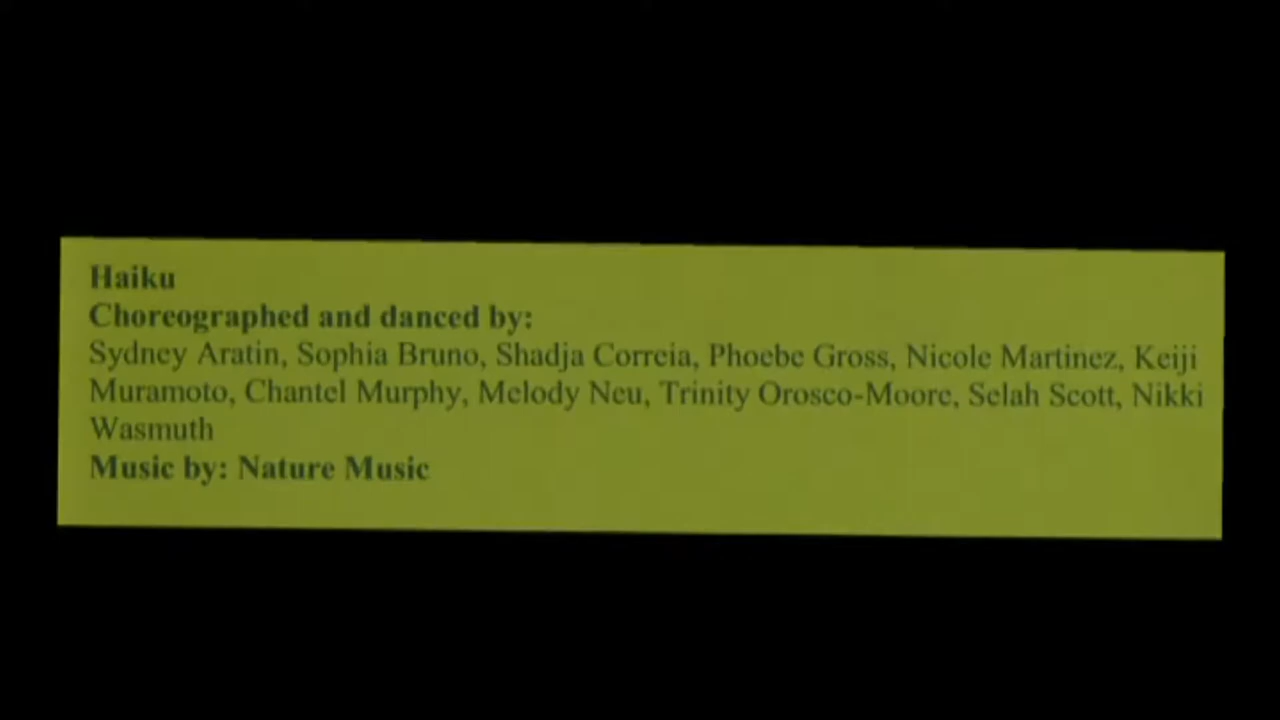 Haiku
Choreographed and danced by:
Sydney Aratin, Sophia Bruno, Shadja Correia, Phoebe Gross, Nicole Martinez, Keiji
Muramoto, Chantel Murphy, Melody Neu, Trinity Orosco-Moore, Selah Scott, Nikki
Wasmuth
Music by: Nature Music